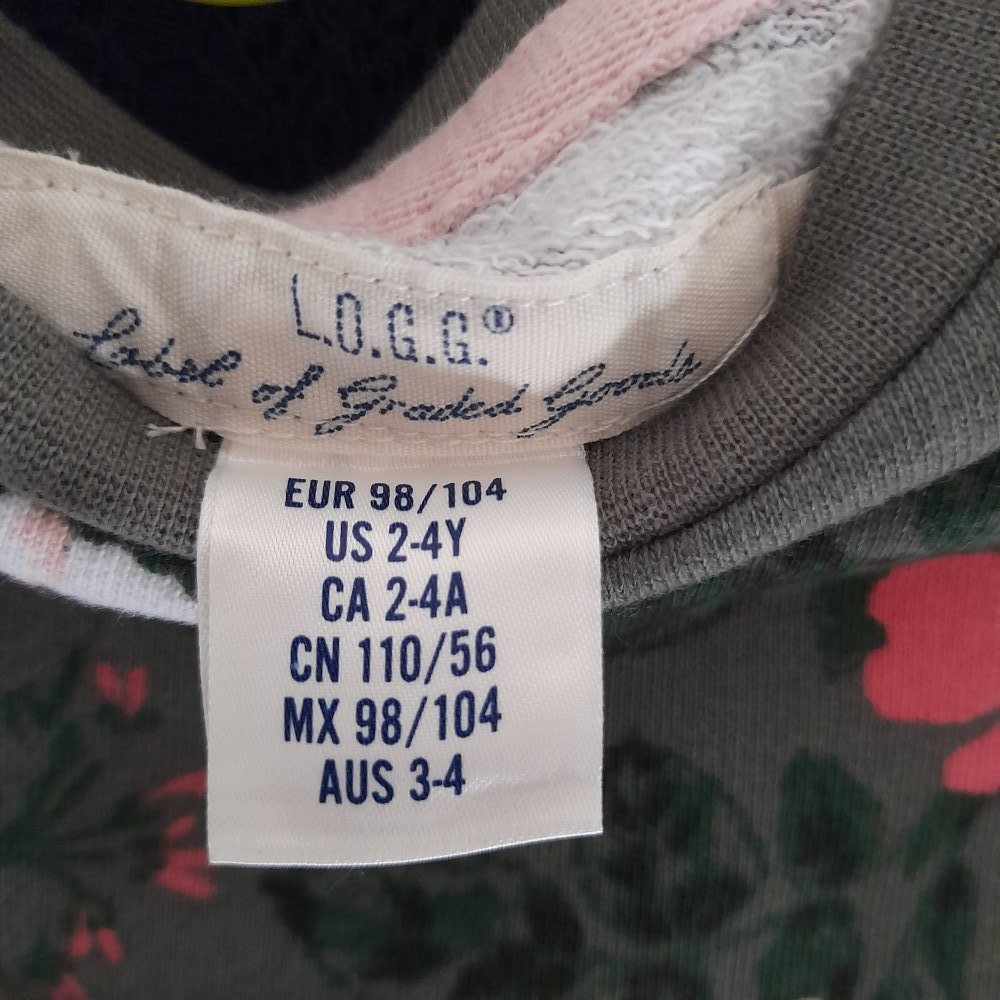 L.O.G.G.®
Label of Graded Goods
EUR 98/104
US 2-4Y
CA 2-4A
CN 110/56
MX 98/104
AUS 3-4